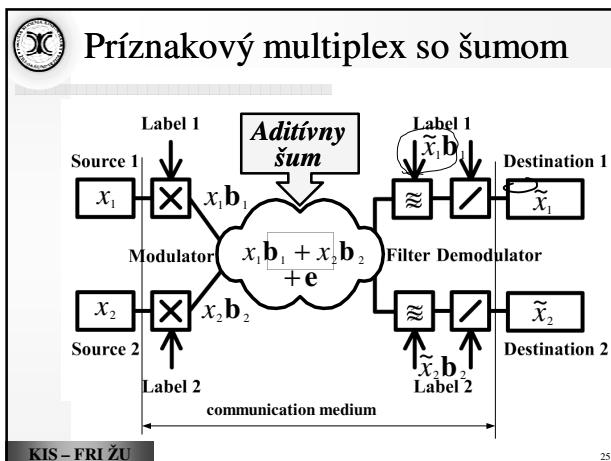 Príznakový multiplex so šumom
Label 1
Aditívny
šum
Label 1
x̃₁b₁
Source 1
Destination 1
x₁
×
x₁b₁
≋
/
x̃₁
Modulator
x₁b₁ + x₂b₂
+ e
Filter Demodulator
x₂
×
x₂b₂
≋
/
x̃₂
Source 2
Destination 2
x̃₂b₂
Label 2
Label 2
communication medium
KIS – FRI ŽU
25